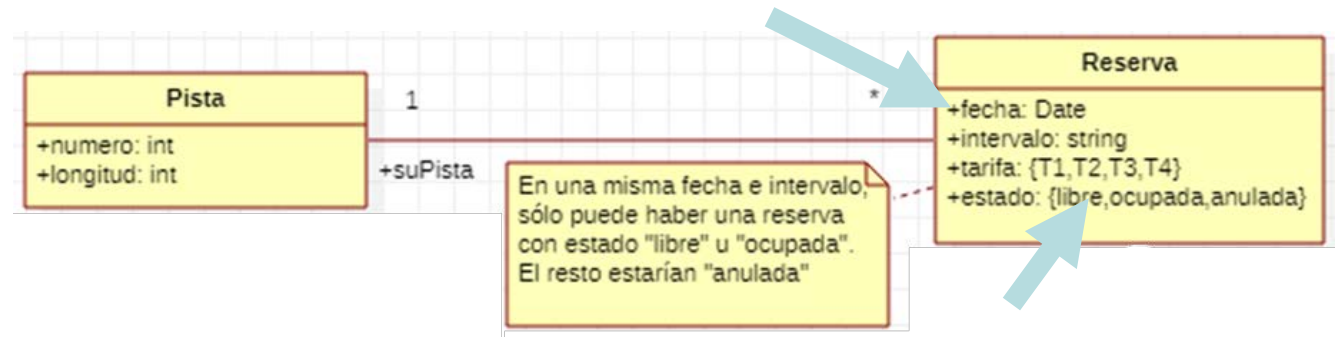 Pista
+numero: int
+longitud: int
1
+suPista
*
En una misma fecha e intervalo,
sólo puede haber una reserva
con estado "libre" u "ocupada".
El resto estarían "anulada"
Reserva
+fecha: Date
+intervalo: string
+tarifa: {T1,T2,T3,T4}
+estado: {libre,ocupada,anulada}